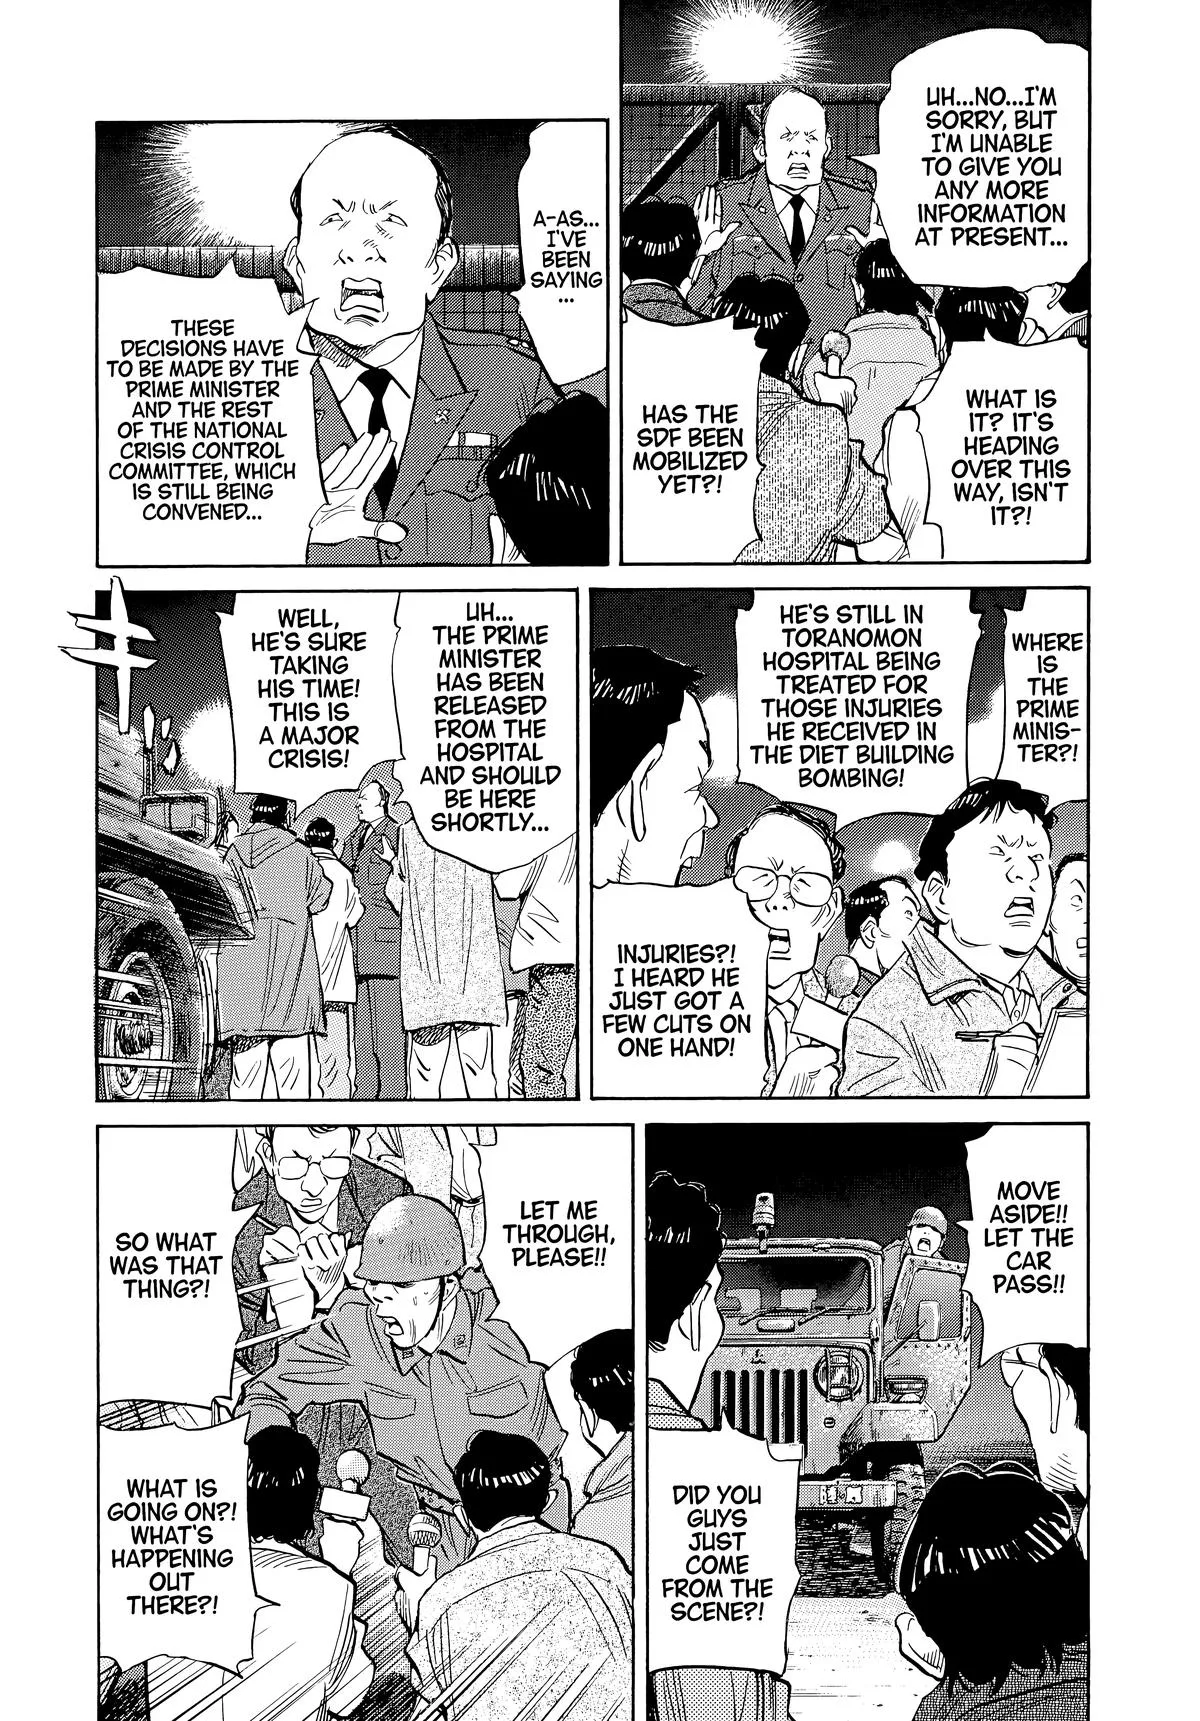 UH...NO...I'M
SORRY, BUT
I'M UNABLE
TO GIVE YOU
ANY MORE
INFORMATION
AT PRESENT...
WHAT IS
IT? IT'S
HEADING
OVER THIS
WAY, ISN'T
IT?!
HAS THE
SDF BEEN
MOBILIZED
YET?!
A-AS...
I'VE
BEEN
SAYING
...
THESE
DECISIONS HAVE
TO BE MADE BY THE
PRIME MINISTER
AND THE REST
OF THE NATIONAL
CRISIS CONTROL
COMMITTEE, WHICH
IS STILL BEING
CONVENED...
WHERE
IS
THE
PRIME
MINIS-
TER?!
HE'S STILL IN
TORANOMON
HOSPITAL BEING
TREATED FOR
THOSE INJURIES
HE RECEIVED IN
THE DIET BUILDING
BOMBING!
INJURIES?!
I HEARD HE
JUST GOT A
FEW CUTS ON
ONE HAND!
UH...
THE PRIME
MINISTER
HAS BEEN
RELEASED
FROM THE
HOSPITAL
AND SHOULD
BE HERE
SHORTLY...
WELL,
HE'S SURE
TAKING
HIS TIME!
THIS IS
A MAJOR
CRISIS!
キ
MOVE
ASIDE!!
LET THE
CAR
PASS!!
DID YOU
GUYS
JUST
COME
FROM THE
SCENE?!
LET ME
THROUGH,
PLEASE!!
SO WHAT
WAS THAT
THING?!
WHAT IS
GOING ON?!
WHAT'S
HAPPENING
OUT
THERE?!